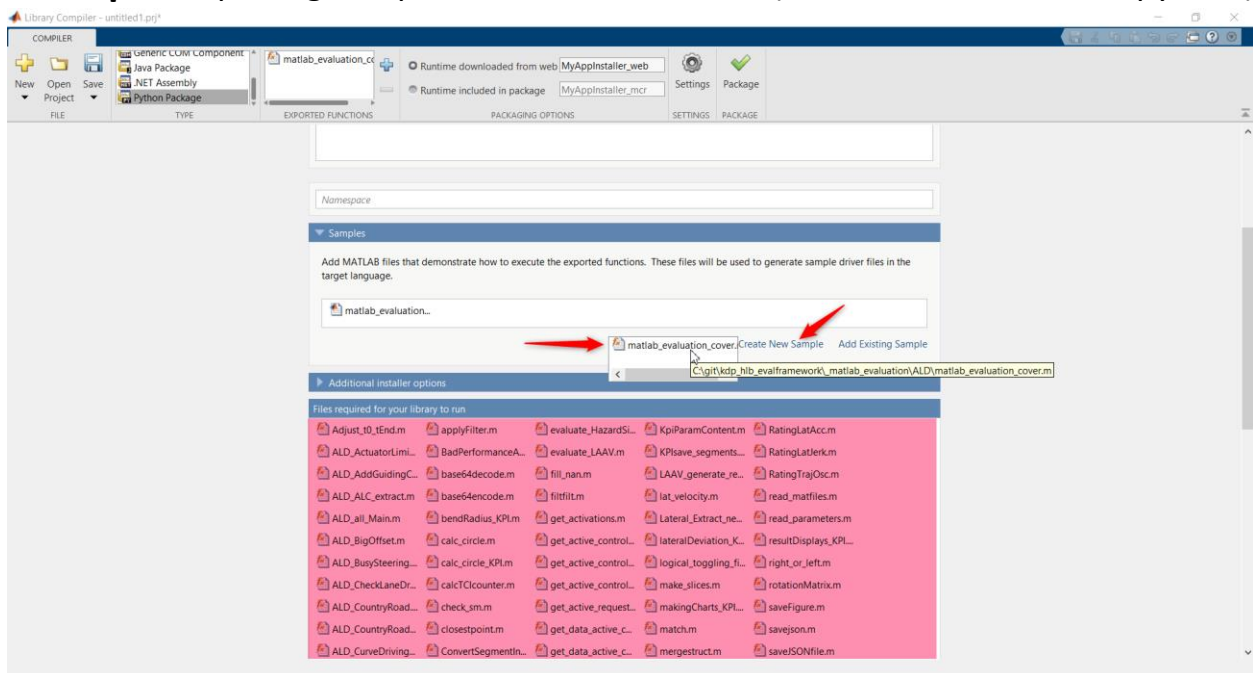 Library Compiler - untitled1.prj*
COMPILER
New
Open Project
Save
FILE
Generic COM Component
Java Package
.NET Assembly
Python Package
TYPE
matlab_evaluation_co
EXPORTED FUNCTIONS
Runtime downloaded from web MyAppInstaller_web
Runtime included in package MyAppInstaller_mcr
PACKAGING OPTIONS
Settings
SETTINGS
Package
PACKAGE
Namespace
Samples
Add MATLAB files that demonstrate how to execute the exported functions. These files will be used to generate sample driver files in the
target language.
matlab_evaluation...
matlab_evaluation_cover. Create New Sample Add Existing Sample
C:\git\kdp_hlb_evalframework\_matlab_evaluation\ALD\matlab_evaluation_cover.m
Additional installer options
Files required for your library to run
Adjust_t0_tEnd.m applyFilter.m evaluate_HazardSi... KpiParamContent.m RatingLatAcc.m
ALD_ActuatorLimi... BadPerformanceA... evaluate_LAAV.m KPIsave_segments... RatingLatJerk.m
ALD_AddGuidingC... base64decode.m fill_nan.m LAAV_generate_re... RatingTrajOsc.m
ALD_ALC_extract.m base64encode.m filtfilt.m lat_velocity.m read_matfiles.m
ALD_all_Main.m bendRadius_KPI.m get_activations.m Lateral_Extract_ne... read_parameters.m
ALD_BigOffset.m calc_circle.m get_active_control... lateralDeviation_K... resultDisplays_KPI...
ALD_BusySteering... calc_circle_KPI.m get_active_control... logical_toggling_fi... right_or_left.m
ALD_CheckLaneDr... calcTCIcounter.m get_active_control... make_slices.m rotationMatrix.m
ALD_CountryRoad... check_sm.m get_active_request... makingCharts_KPI.... saveFigure.m
ALD_CountryRoad... closestpoint.m get_data_active_c... match.m savejson.m
ALD_CurveDriving... ConvertSegmentIn... get_data_active_c... mergestruct.m saveJSONfile.m